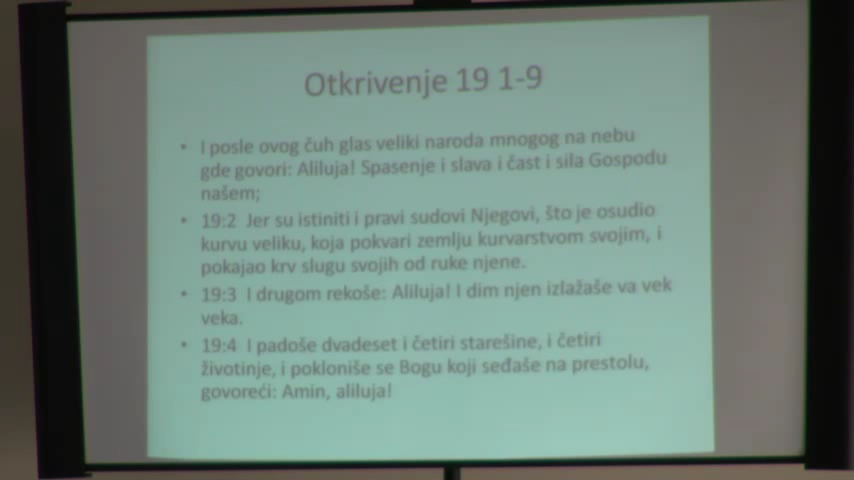 Otkrivenje 19 1-9
• I posle ovog čuh glas veliki naroda mnogog na nebu
gde govori: Aliluja! Spasenje i slava i čast i sila Gospodu
našem;
• 19:2 Jer su istiniti i pravi sudovi Njegovi, što je osudio
kurvu veliku, koja pokvari zemlju kurvarstvom svojim, i
pokajao krv slugu svojih od ruke njene.
• 19:3 I drugom rekoše: Aliluja! I dim njen izlažaše va vek
veka.
• 19:4 I padoše dvadeset i četiri starešine, i četiri
životinje, i pokloniše se Bogu koji seđaše na prestolu,
govoreći: Amin, aliluja!